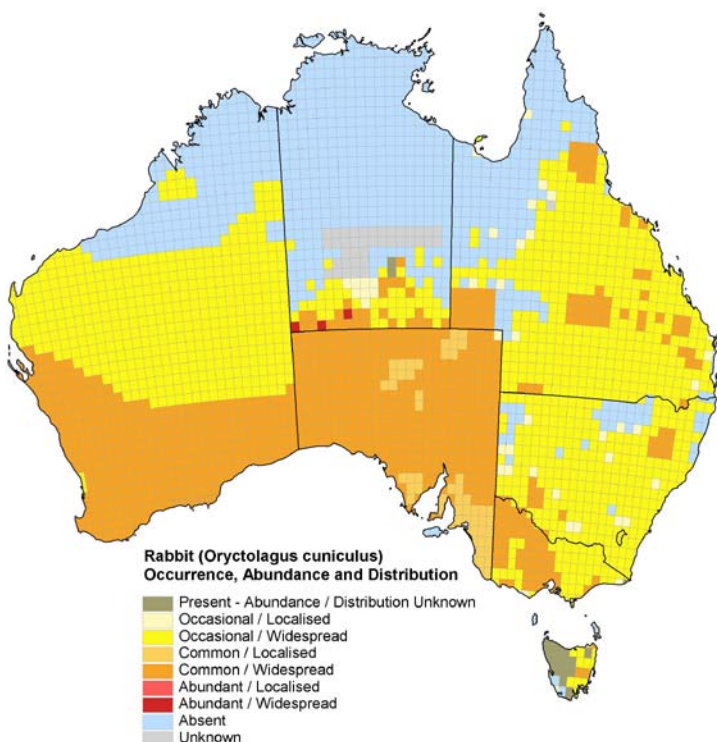 Rabbit (Oryctolagus cuniculus)
Occurrence, Abundance and Distribution
Present - Abundance / Distribution Unknown
Occasional / Localised
Occasional / Widespread
Common / Localised
Common / Widespread
Abundant / Localised
Abundant / Widespread
Absent
Unknown